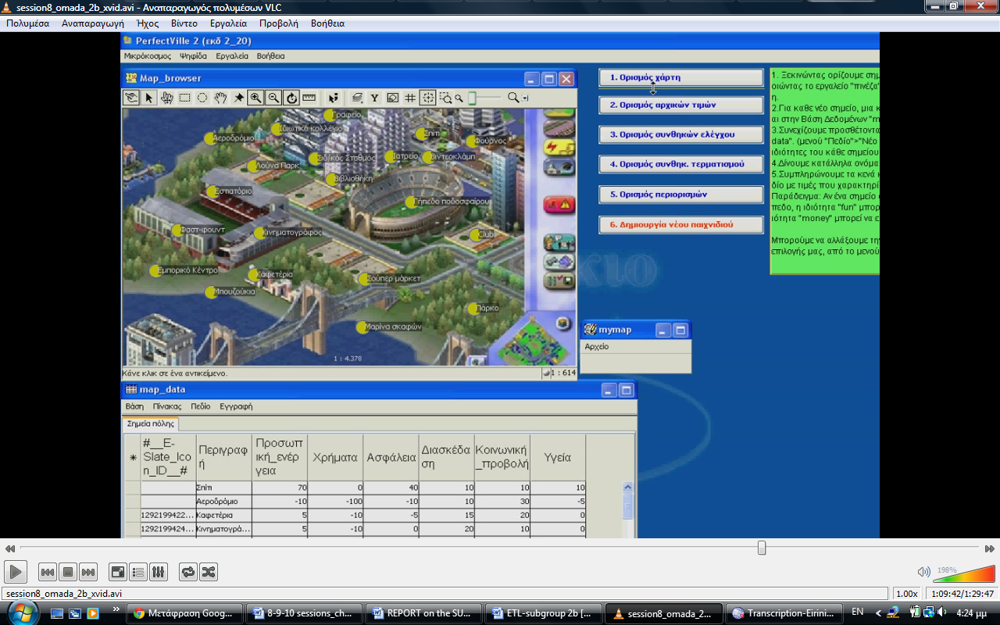 session8_omada_2b_xvid.avi - Αναπαραγωγός πολυμέσων VLC
Πολυμέσα Αναπαραγωγή Ήχος Βίντεο Εργαλεία Προβολή Βοήθεια
PerfectVille 2 (εκδ 2_20)
Μικρόκοσμος Ψηφίδα Εργαλεία Βοήθεια
Map_browser
Γραφείο
Ιδιωτικό κολλέγιο
Αεροδρόμιο
Σπίτι
Φούρνος
Λούνα Παρκ
Σιδ/κός Σταθμός
Ιατρείο
Βιντεοκλάμπ
Βιβλιοθήκη
Εστιατόριο
Γήπεδο ποδοσφαίρου
Φαστ-φουντ
Κινηματογράφος
Club
Εμπορικό Κέντρο
Καφετέρια
Σούπερ μάρκετ
Μπουζούκια
Πάρκο
Μαρίνα σκαφών
1 : 4.378
Κάνε κλικ σε ένα αντικείμενο.
1 : 614
1. Ορισμός χάρτη
2. Ορισμός αρχικών τιμών
3. Ορισμός συνθηκών ελέγχου
4. Ορισμός συνθηκ. τερματισμού
5. Ορισμός περιορισμών
6. Δημιουργία νέου παιχνιδιού
1. Ξεκινώντας ορίζουμε σημ
οιώντας το εργαλείο "πινέζα"
η.
2.Για καθε νέο σημείο, μια κ
αι στην Βάση Δεδομένων "m
3.Συνεχίζουμε προσθέτοντα
data". (μενού "Πεδίο">"Νέο
ιδιότητες του κάθε σημείου
4.Δίνουμε κατάλληλα ονόμα
5.Συμπληρώνουμε τα κενά κ
δίο με τιμές που χαρακτηρί
Παράδειγμα: Αν ένα σημείο
πεδο, η ιδιότητα "fun" μπορ
ιότητα "money" μπορεί να ε
Μπορούμε να αλλάξουμε τη
επιλογής μας, από το μενού
κιο
mymap
Αρχείο
map_data
Βάση Πίνακας Πεδίο Εγγραφή
Σημεία πόλης
* #__E-Slate_Icon_ID__# Περιγραφή Προσωπική_ενέργεια Χρήματα Ασφάλεια Διασκέδαση Κοινωνική_προβολή Υγεία
Σπίτι 70 0 40 10 10 10
Αεροδρόμιο -10 -100 -10 10 30 -5
1292199422... Καφετέρια 5 -10 -5 15 20 0
1292199424... Κινηματογρά... 5 -10 0 20 10 0
198%
session8_omada_2b_xvid.avi 1.00x 1:09:42/1:29:47
Μετάφραση Goog... 8-9-10 sessions_ch... REPORT on the SU... ETL-subgroup 2b [... session8_omada_2... Transcription-Eirini... EN 4:24 μμ